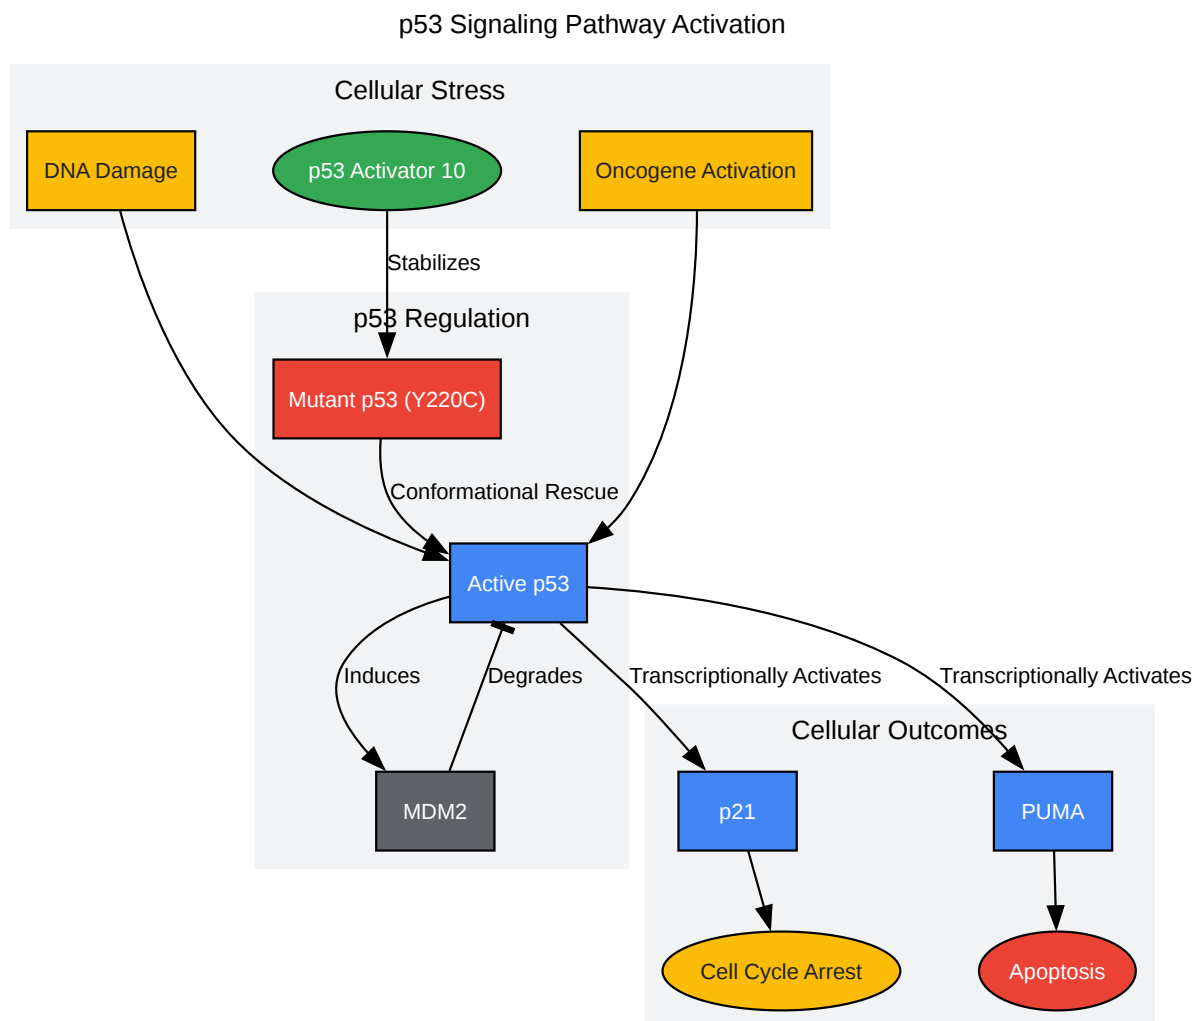 p53 Signaling Pathway Activation
Cellular Stress
DNA Damage
p53 Activator 10
Oncogene Activation
Stabilizes
p53 Regulation
Mutant p53 (Y220C)
Conformational Rescue
Active p53
Induces
Degrades
Transcriptionally Activates
Transcriptionally Activates
Cellular Outcomes
MDM2
p21
PUMA
Cell Cycle Arrest
Apoptosis